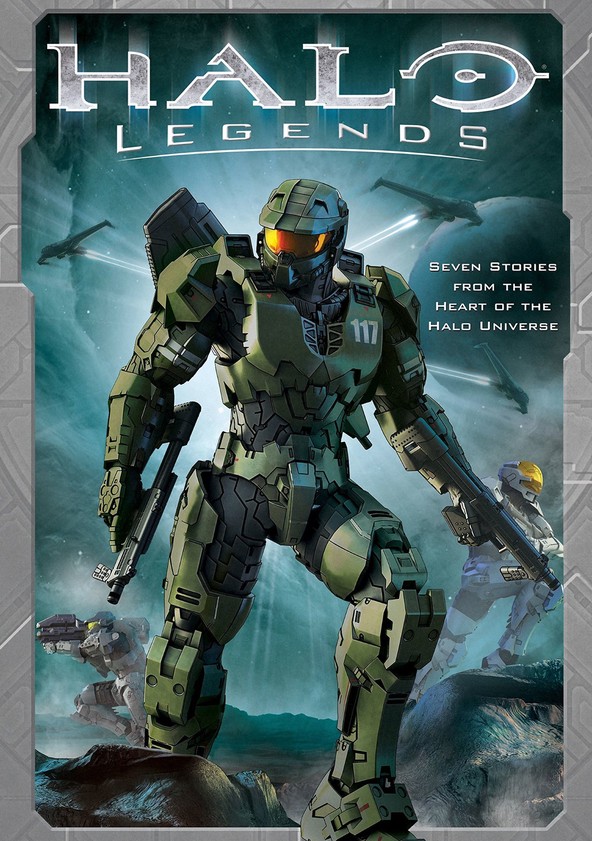 HALO
LEGENDS
SEVEN STORIES
FROM THE
HEART OF THE
HALO UNIVERSE
117